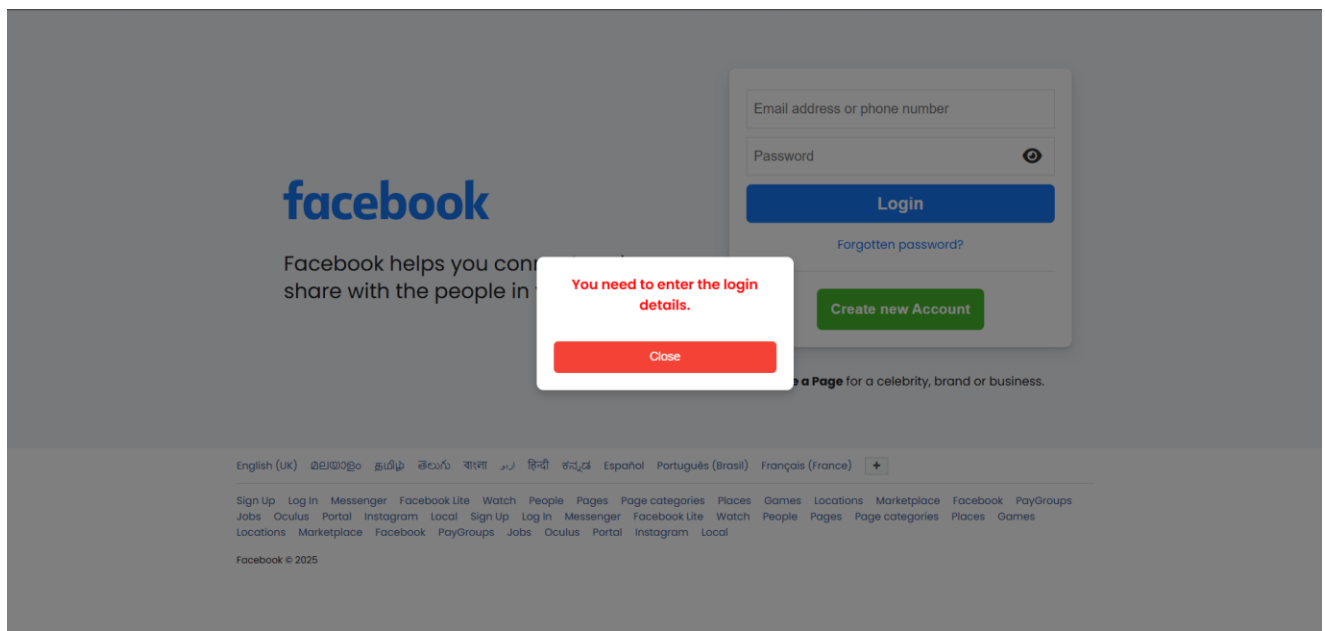 Email address or phone number
Password
facebook
Login
Forgotten password?
Facebook helps you con
share with the people in
You need to enter the login
details.
Create new Account
Close
a Page for a celebrity, brand or business.
English (UK) മലയാളം தமிழ் తెలుగు বাংলা اردو हिन्दी ಕನ್ನಡ Español Português (Brasil) Français (France) +
Sign Up Log In Messenger Facebook Lite Watch People Pages Page categories Places Games Locations Marketplace Facebook PayGroups
Jobs Oculus Portal Instagram Local Sign Up Log In Messenger Facebook Lite Watch People Pages Page categories Places Games
Locations Marketplace Facebook PayGroups Jobs Oculus Portal Instagram Local
Facebook © 2025